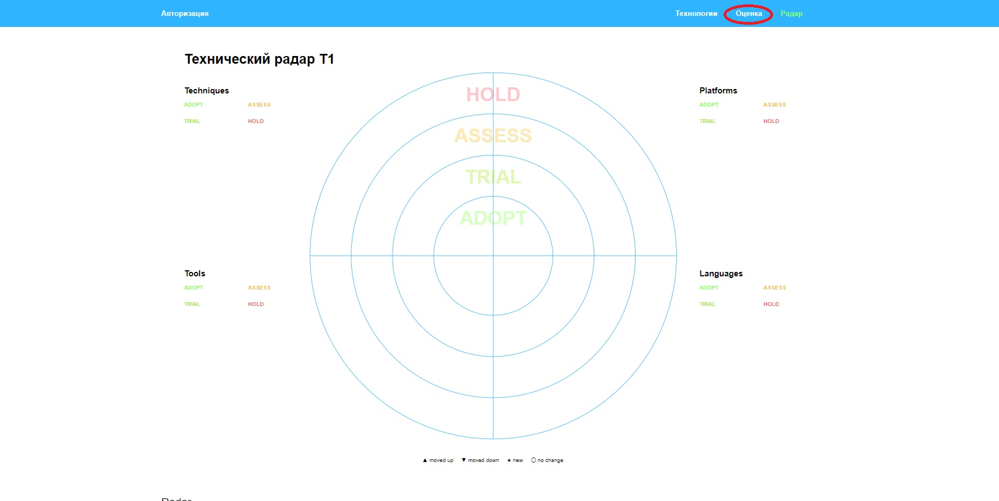 Авторизация
Технологии Оценка Радар
Технический радар Т1
Techniques
ADOPT ASSESS
TRIAL HOLD
HOLD
ASSESS
TRIAL
ADOPT
Platforms
ADOPT ASSESS
TRIAL HOLD
Tools
ADOPT ASSESS
TRIAL HOLD
Languages
ADOPT ASSESS
TRIAL HOLD
▲ moved up ▼ moved down ★ new ◯ no change
Radar